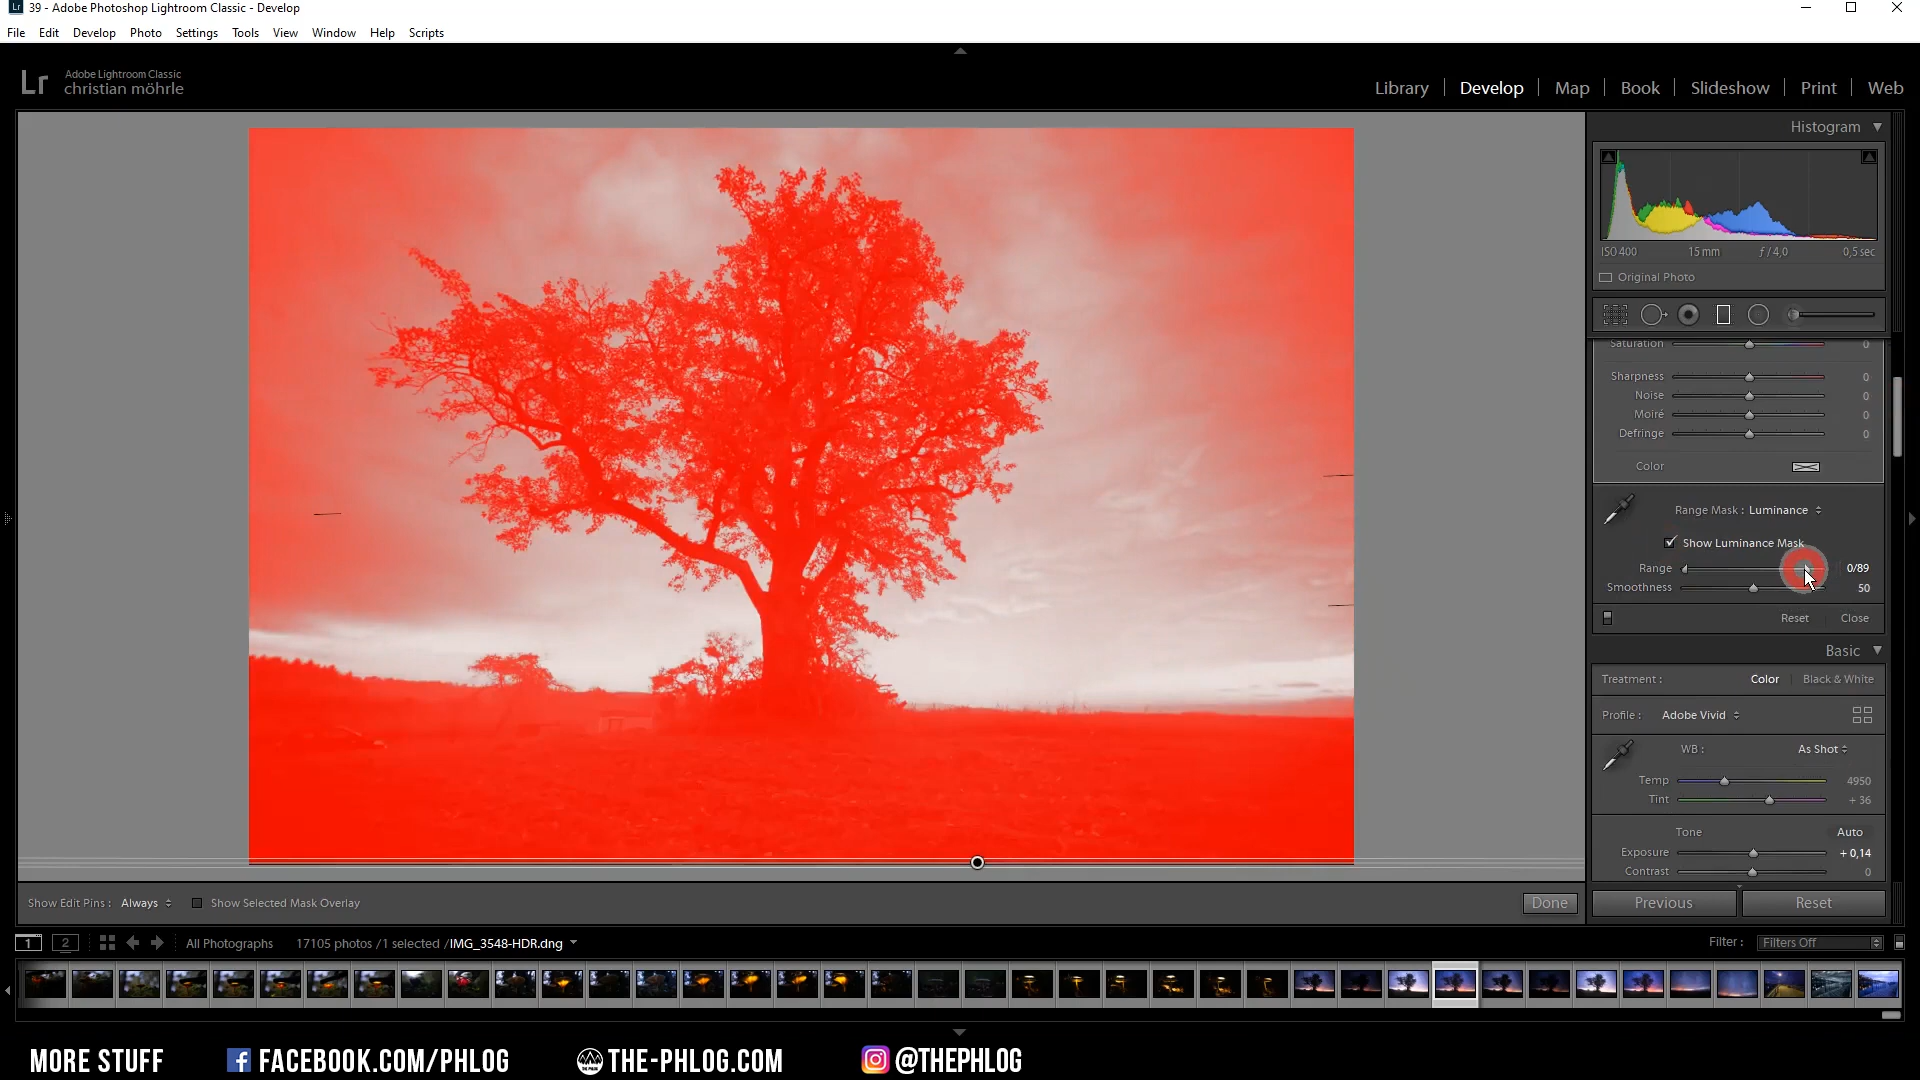 Lr 39 - Adobe Photoshop Lightroom Classic - Develop
File Edit Develop Photo Settings Tools View Window Help Scripts
Lr Adobe Lightroom Classic
christian möhrle
Library Develop Map Book Slideshow Print Web
Histogram
ISO 400 15 mm ƒ / 4,0 0,5 sec
Original Photo
Saturation 0
Sharpness 0
Noise 0
Moiré 0
Defringe 0
Color
Range Mask : Luminance
Show Luminance Mask
Range 0/89
Smoothness 50
Reset Close
Basic
Treatment : Color Black & White
Profile : Adobe Vivid
WB : As Shot
Temp 4950
Tint + 36
Tone Auto
Exposure + 0,14
Contrast 0
Show Edit Pins : Always Show Selected Mask Overlay Done
Previous Reset
1 2 All Photographs 17105 photos / 1 selected / IMG_3548-HDR.dng Filter : Filters Off
MORE STUFF FACEBOOK.COM/PHLOG THE-PHLOG.COM @THEPHLOG